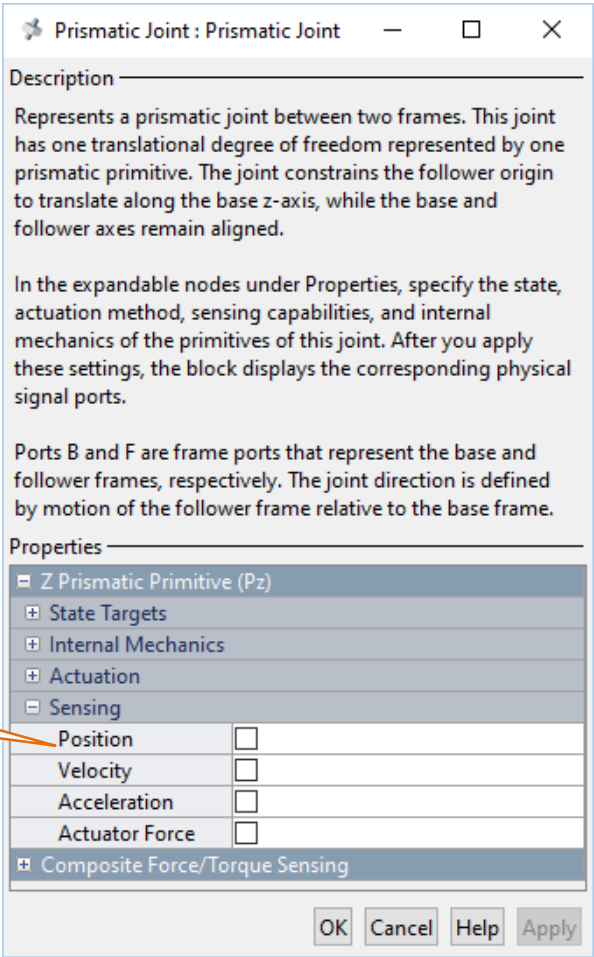 Prismatic Joint : Prismatic Joint
Description
Represents a prismatic joint between two frames. This joint
has one translational degree of freedom represented by one
prismatic primitive. The joint constrains the follower origin
to translate along the base z-axis, while the base and
follower axes remain aligned.
In the expandable nodes under Properties, specify the state,
actuation method, sensing capabilities, and internal
mechanics of the primitives of this joint. After you apply
these settings, the block displays the corresponding physical
signal ports.
Ports B and F are frame ports that represent the base and
follower frames, respectively. The joint direction is defined
by motion of the follower frame relative to the base frame.
Properties
Z Prismatic Primitive (Pz)
State Targets
Internal Mechanics
Actuation
Sensing
Position
Velocity
Acceleration
Actuator Force
Composite Force/Torque Sensing
OK Cancel Help Apply